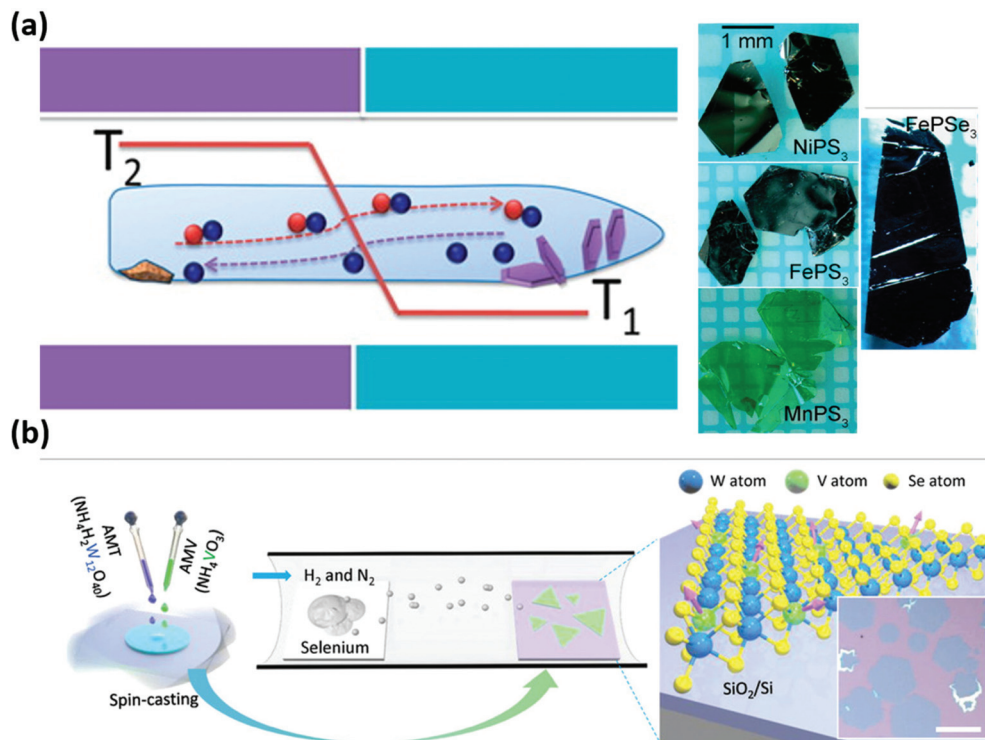 (a)
T₂
T₁
1 mm
NiPS₃
FePS₃
MnPS₃
FePSe₃
(b)
AMT
(NH₄H₂W₁₂O₄₀)
AMV
(NH₄VO₃)
Spin-casting
H₂ and N₂
Selenium
W atom
V atom
Se atom
SiO₂/Si